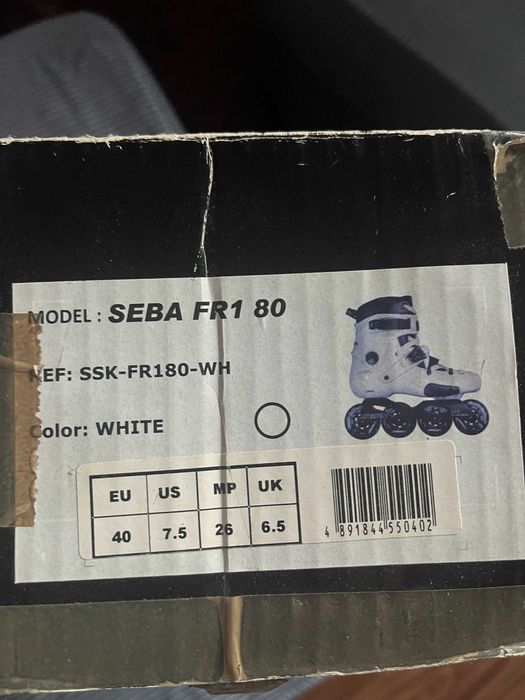 MODEL : SEBA FR1 80
REF: SSK-FR180-WH
Color: WHITE
EU US MP UK
40 7.5 26 6.5
4 891844 550402